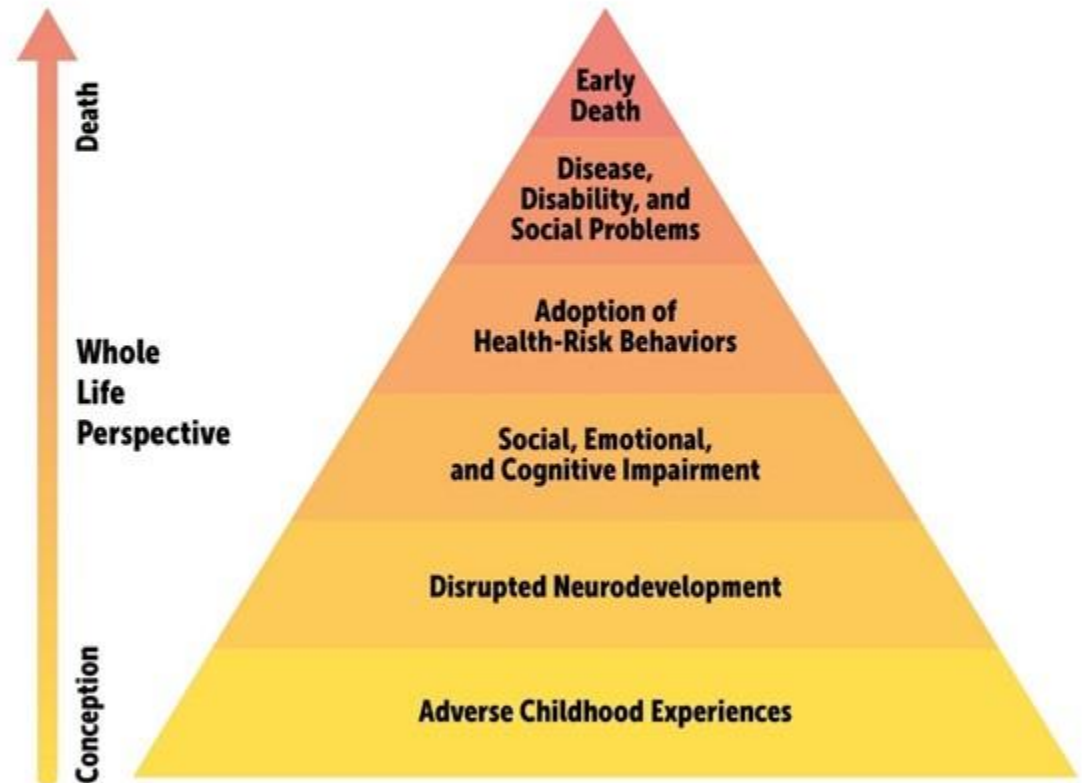 Death
Whole
Life
Perspective
Conception
Early
Death
Disease,
Disability, and
Social Problems
Adoption of
Health-Risk Behaviors
Social, Emotional,
and Cognitive Impairment
Disrupted Neurodevelopment
Adverse Childhood Experiences